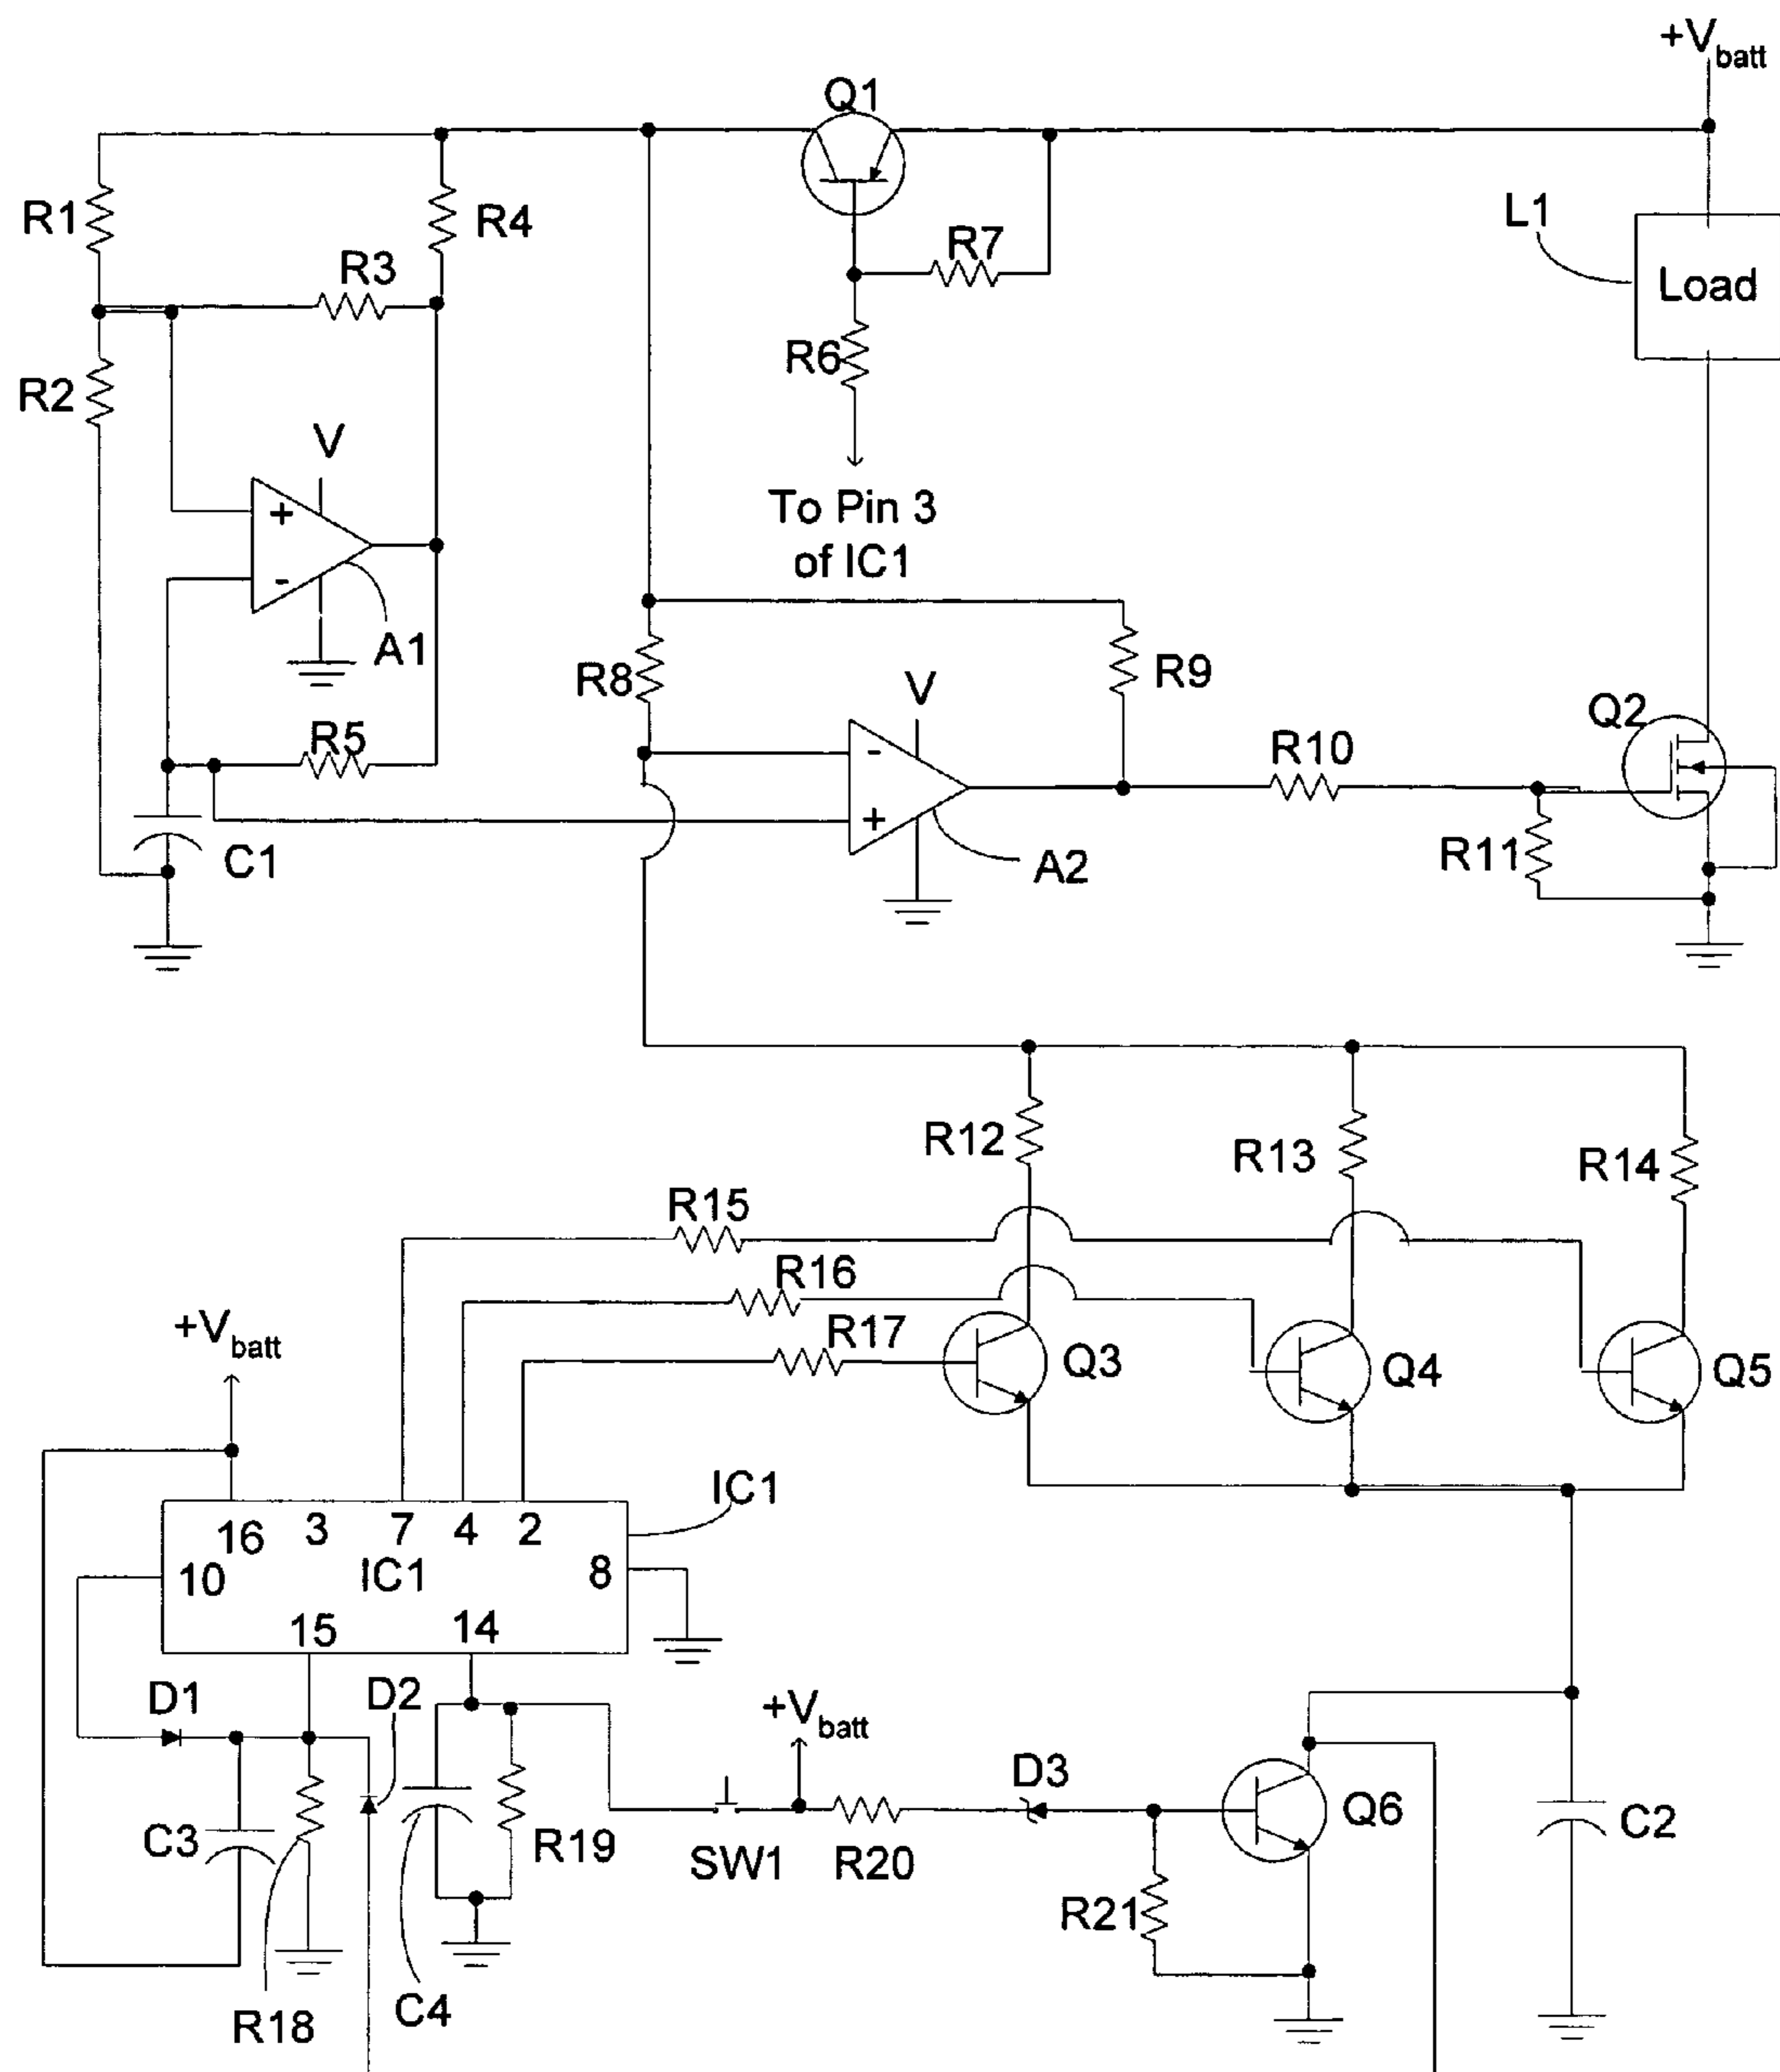 +Vbatt
Q1
R1
R4
R3
R7
L1
Load
R6
R2
V
To Pin 3
of IC1
A1
R5
R8
V
R9
Q2
R10
C1
A2
R11
R12
R13
R14
R15
R16
R17
+Vbatt
Q3
Q4
Q5
IC1
16
3
7
4
2
10
IC1
8
15
14
D1
D2
+Vbatt
D3
Q6
C3
R19
SW1
R20
C2
R21
C4
R18